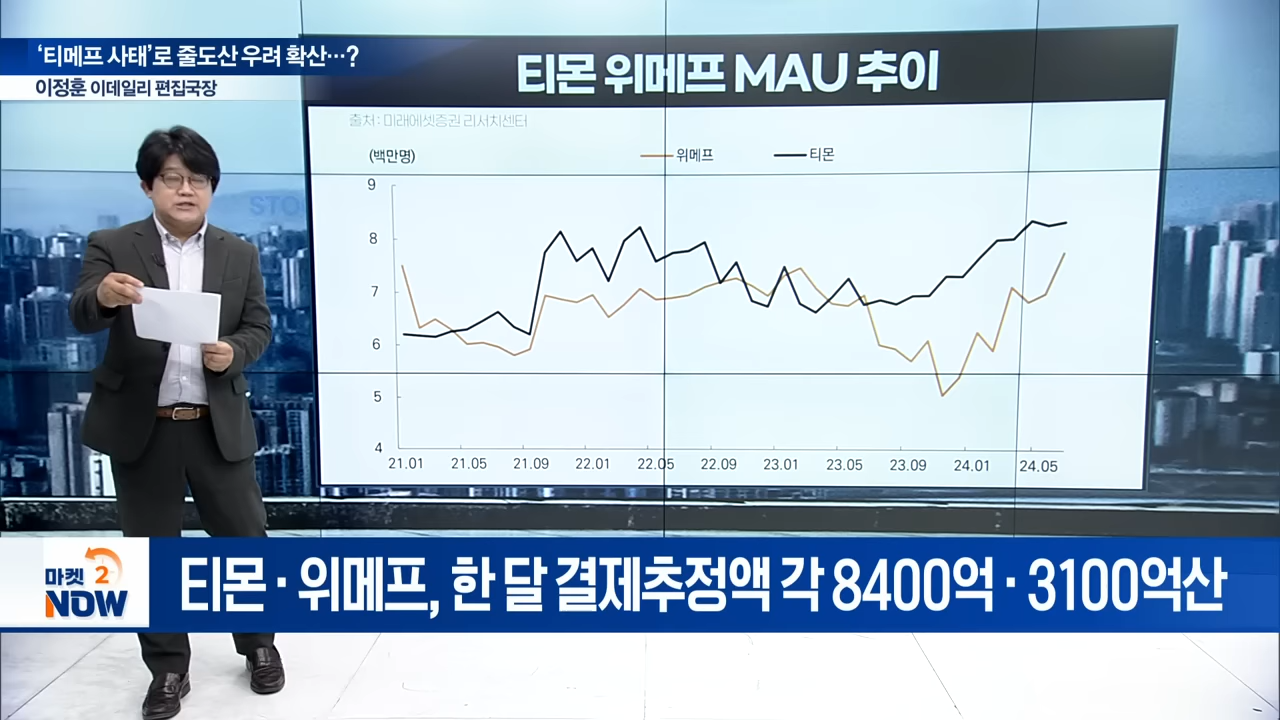 ‘티메프 사태’로 줄도산 우려 확산…?
이정훈 이데일리 편집국장
티몬 위메프 MAU 추이
출처 : 미래에셋증권 리서치센터
(백만명)
위메프
티몬
9
8
7
6
5
4
21.01 21.05 21.09 22.01 22.05 22.09 23.01 23.05 23.09 24.01 24.05
마켓 2
NOW
티몬 · 위메프, 한 달 결제추정액 각 8400억 · 3100억산